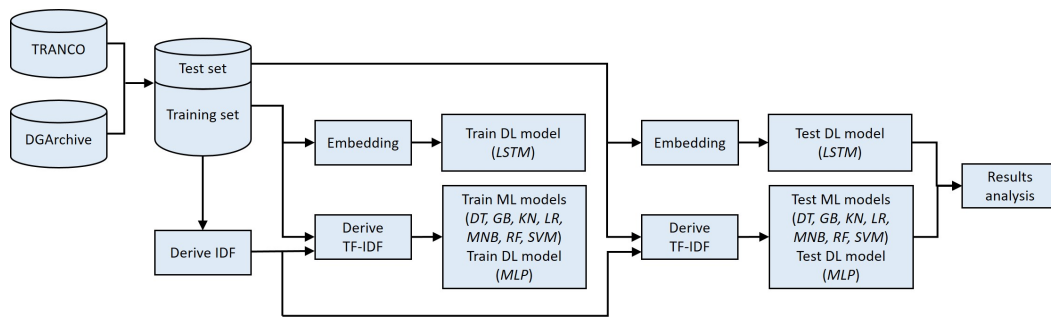 TRANCO
DGArchive
Test set
Training set
Derive IDF
Embedding
Train DL model
(LSTM)
Derive
TF-IDF
Train ML models
(DT, GB, KN, LR,
MNB, RF, SVM)
Train DL model
(MLP)
Embedding
Test DL model
(LSTM)
Derive
TF-IDF
Test ML models
(DT, GB, KN, LR,
MNB, RF, SVM)
Test DL model
(MLP)
Results
analysis